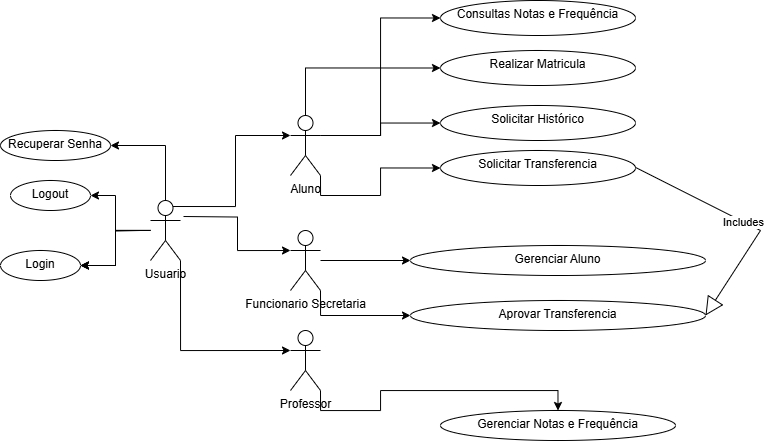 Consultas Notas e Frequência
Realizar Matricula
Solicitar Histórico
Recuperar Senha
Solicitar Transferencia
Aluno
Logout
Includes
Login
Usuario
Gerenciar Aluno
Funcionario Secretaria
Aprovar Transferencia
Professor
Gerenciar Notas e Frequência